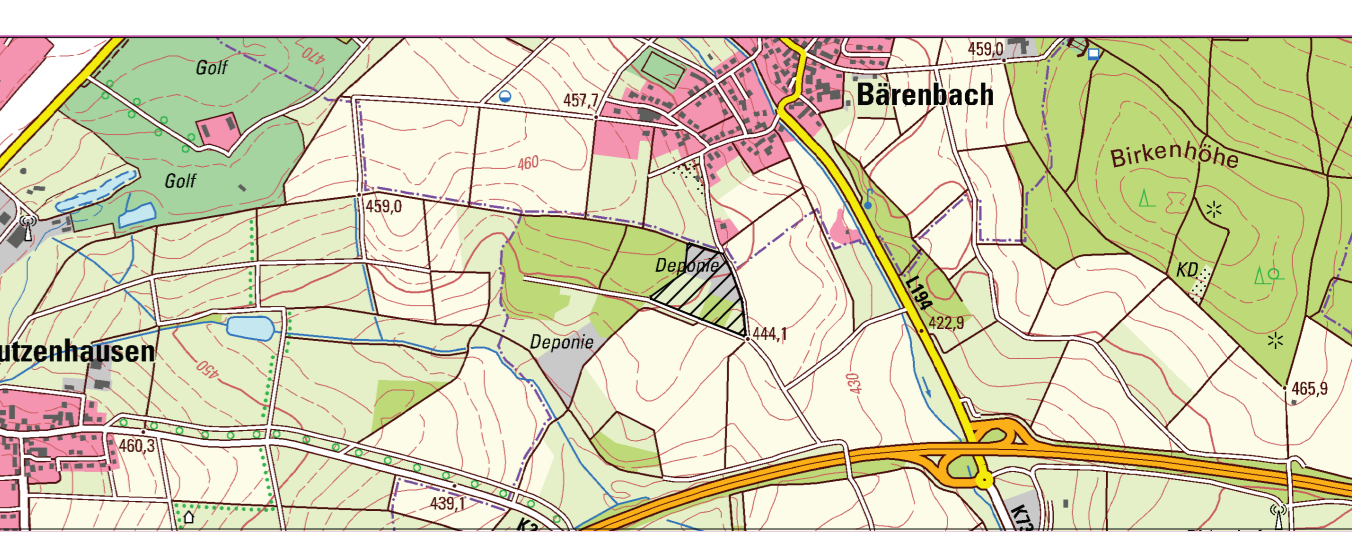 459,0
470
Golf
Bärenbach
457,7
Birkenhöhe
460
Golf
459,0
Deponie
KD
L194
422,9
444,1
Deponie
utzenhausen
450
430
465,9
460,3
439,1
K73